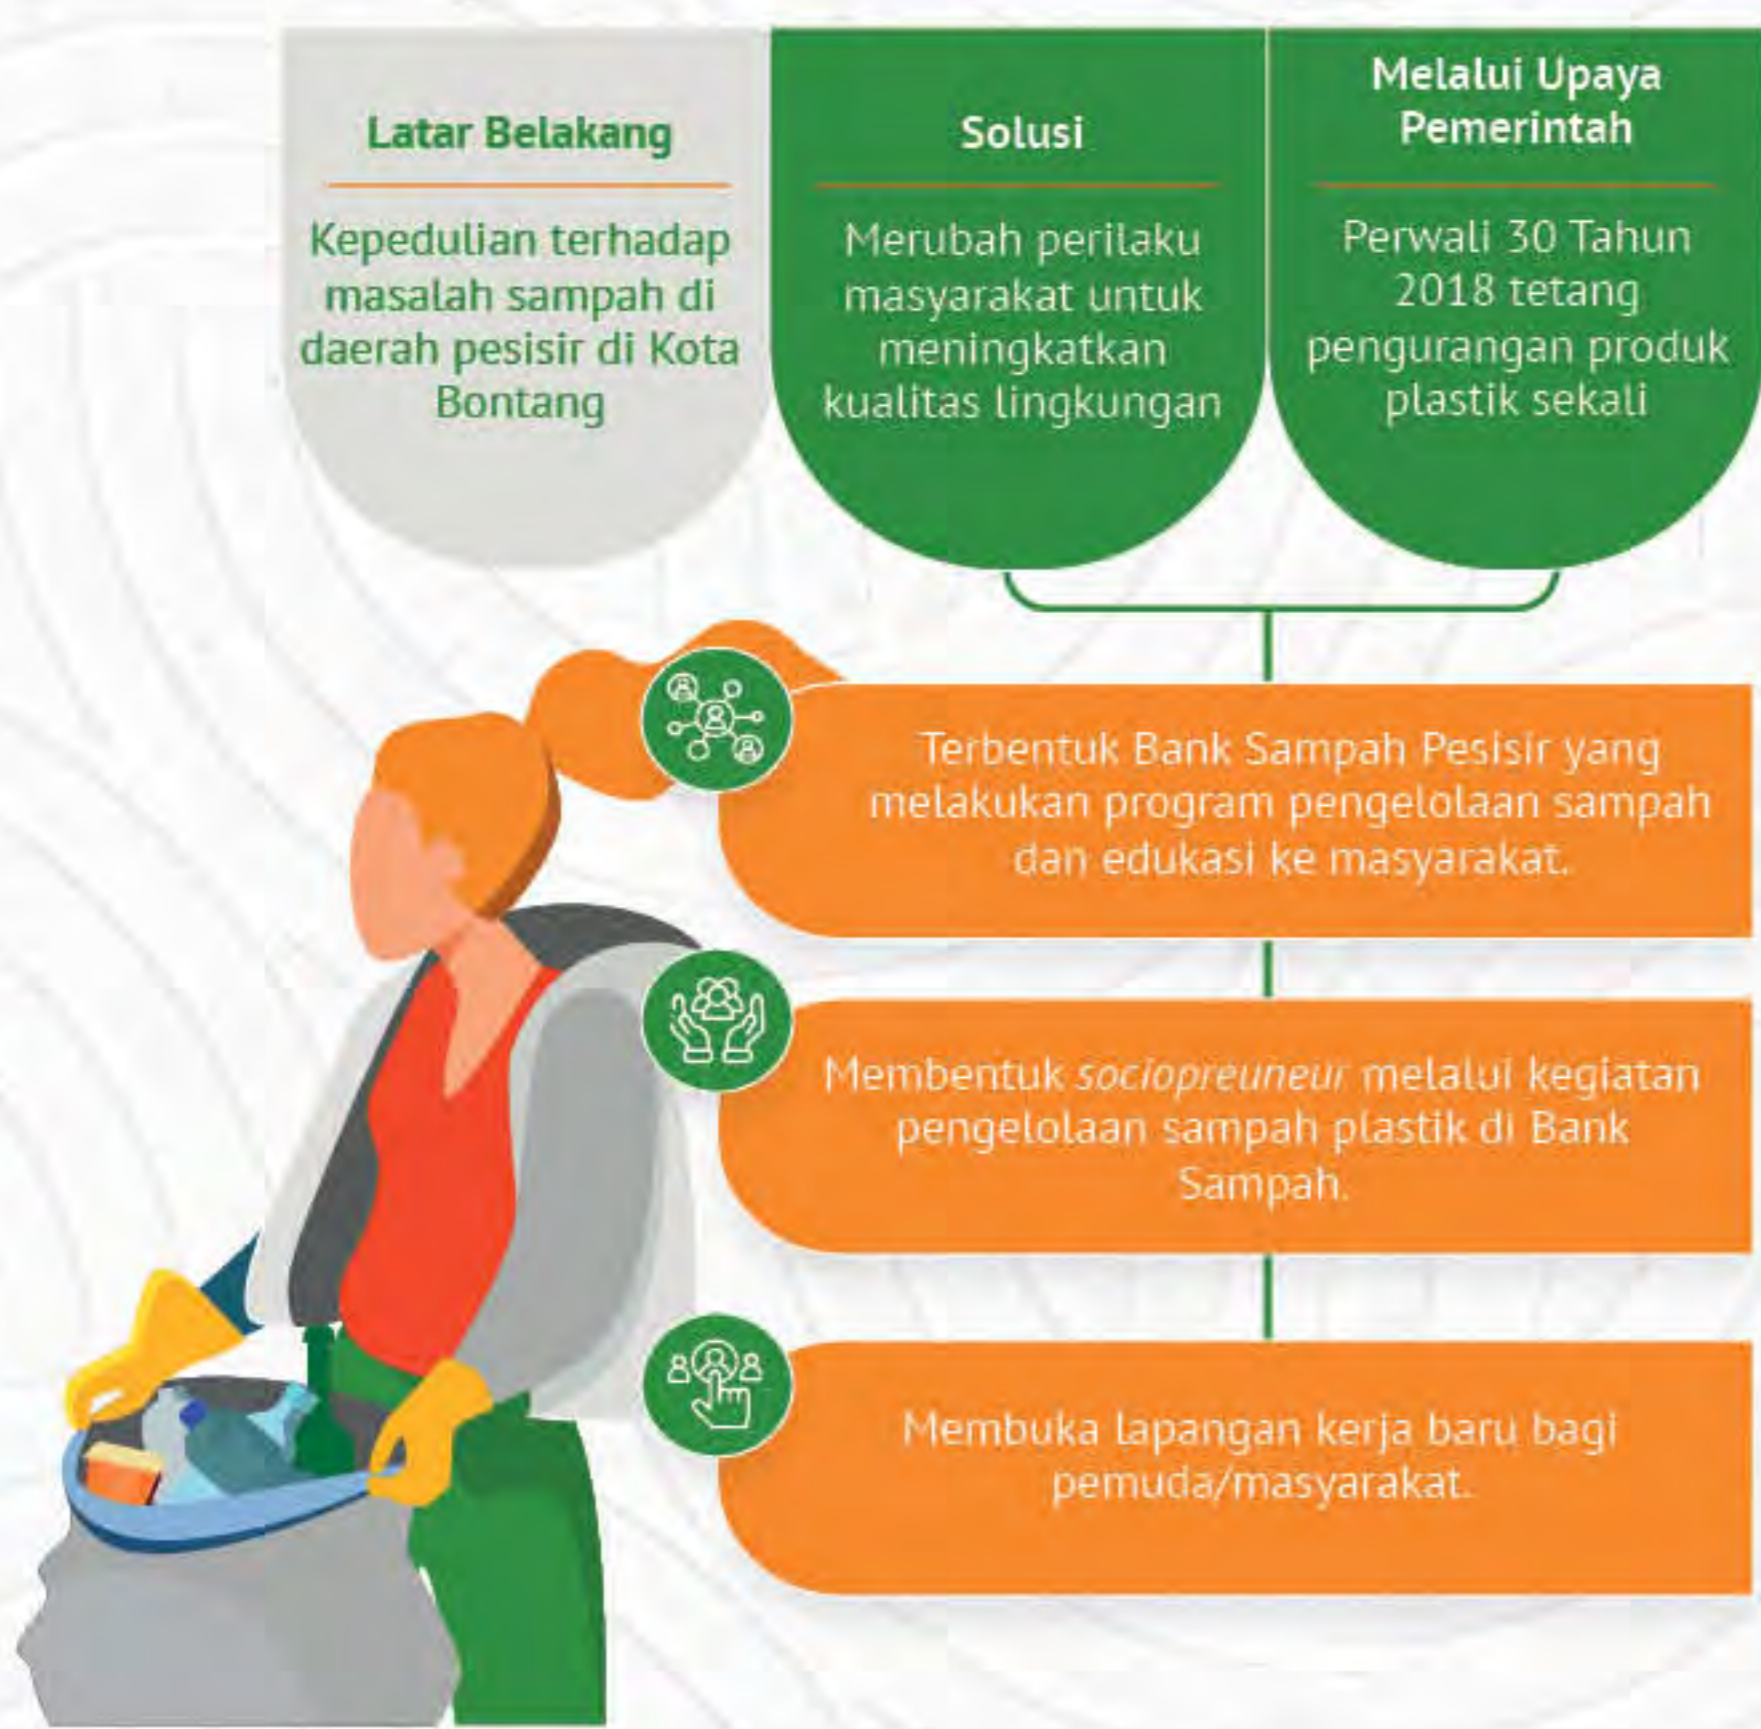 Latar Belakang
Kepedulian terhadap
masalah sampah di
daerah pesisir di Kota
Bontang
Solusi
Merubah perilaku
masyarakat untuk
meningkatkan
kualitas lingkungan
Melalui Upaya
Pemerintah
Perwali 30 Tahun
2018 tetang
pengurangan produk
plastik sekali
Terbentuk Bank Sampah Pesisir yang
melakukan program pengelolaan sampah
dan edukasi ke masyarakat.
Membentuk sociopreuneur melalui kegiatan
pengelolaan sampah plastik di Bank
Sampah.
Membuka lapangan kerja baru bagi
pemuda/masyarakat.